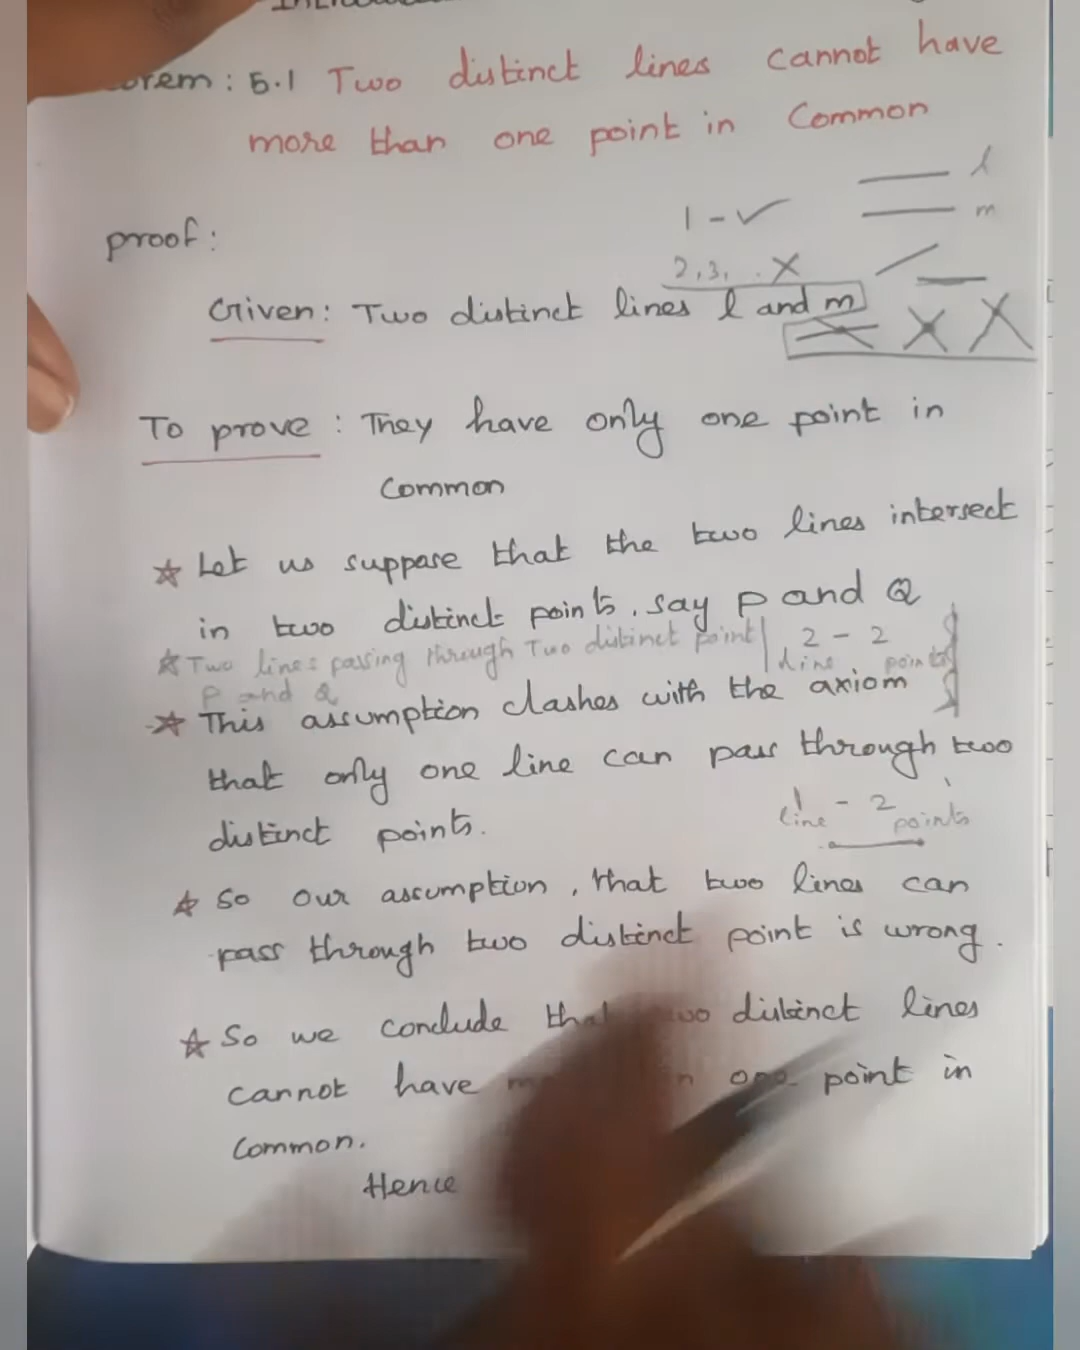 orem: 5.1 Two distinct lines cannot have
more than one point in Common
l
m
proof:
1 - ✓
2,3, . . X
Given: Two distinct lines l and m
To prove: They have only one point in
Common
☆ Let us suppose that the two lines intersect
in two distinct points. say P and Q
☆ Two lines passing through Two distinct point
P and Q
2 - 2
line points
☆ This assumption clashes with the axiom
that only one line can pass through two
distinct points.
1 - 2
line points
☆ So our assumption, that two lines can
pass through two distinct point is wrong.
☆ So we conclude that two distinct lines
cannot have one point in
Common.
Hence